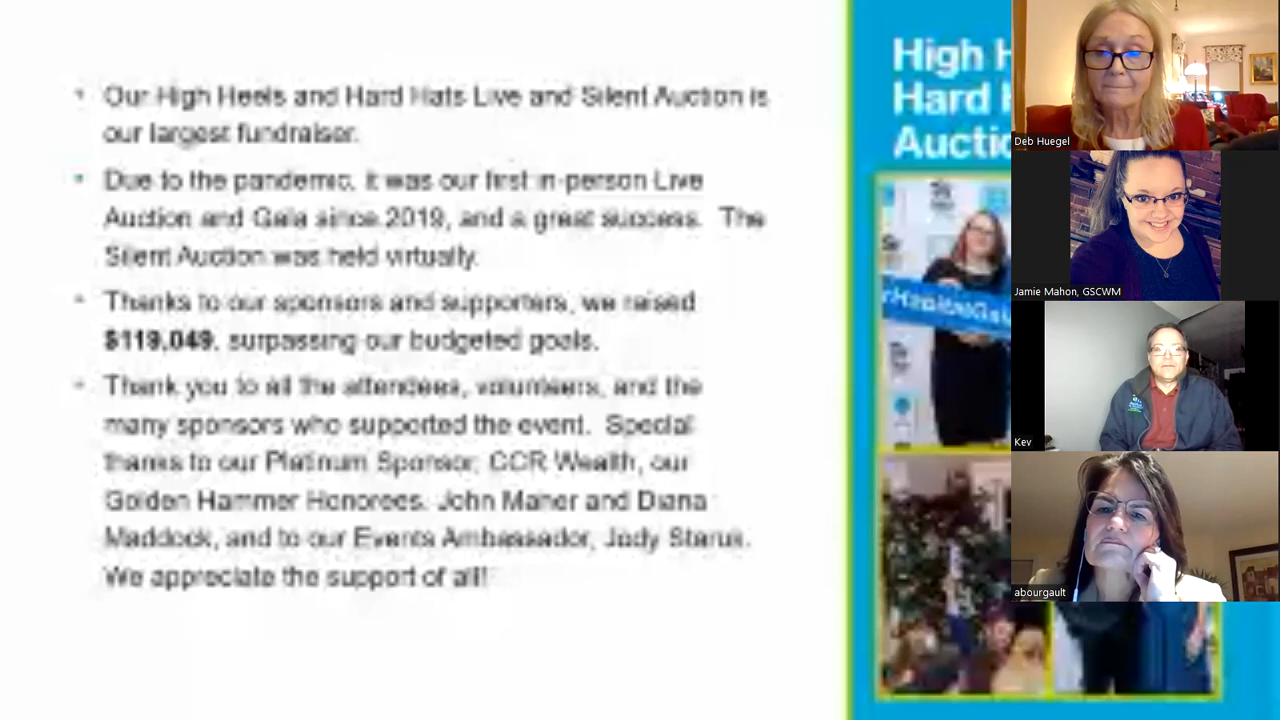 Our High Heels and Hard Hats Live and Silent Auction is
our largest fundraiser.
Due to the pandemic, it was our first in-person Live
Auction and Gala since 2019, and a great success. The
Silent Auction was held virtually.
Thanks to our sponsors and supporters, we raised
$119,049, surpassing our budgeted goals.
Thank you to all the attendees, volunteers, and the
many sponsors who supported the event. Special
thanks to our Platinum Sponsor, CCR Wealth, our
Golden Hammer Honorees, John Maher and Diana
Maddock, and to our Events Ambassador, Jody Starus.
We appreciate the support of all!
High H
Hard H
Auctio
rHabitatGala
Deb Huegel
Jamie Mahon, GSCWM
Kev
abourgault